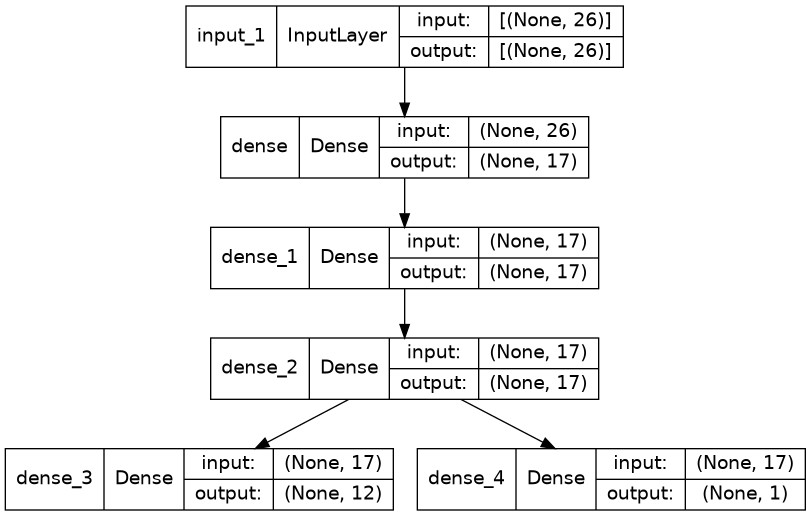 input_1 InputLayer input: [(None, 26)]
output: [(None, 26)]
dense Dense input: (None, 26)
output: (None, 17)
dense_1 Dense input: (None, 17)
output: (None, 17)
dense_2 Dense input: (None, 17)
output: (None, 17)
dense_3 Dense input: (None, 17)
output: (None, 12)
dense_4 Dense input: (None, 17)
output: (None, 1)